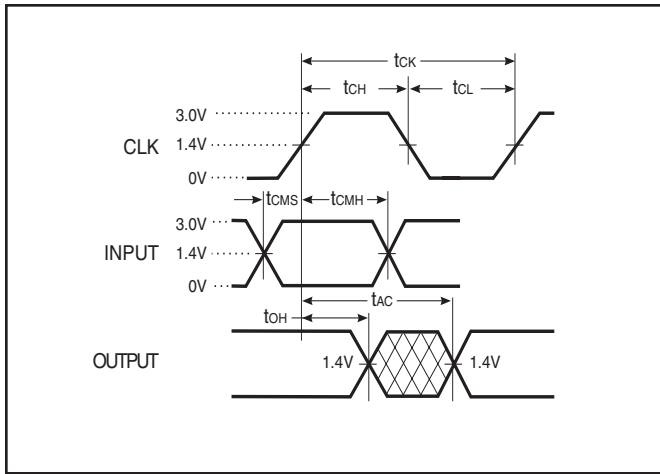 tCK
tCH tCL
3.0V
CLK 1.4V
0V
tCMS tCMH
3.0V
INPUT 1.4V
0V
tAC
tOH
OUTPUT 1.4V 1.4V